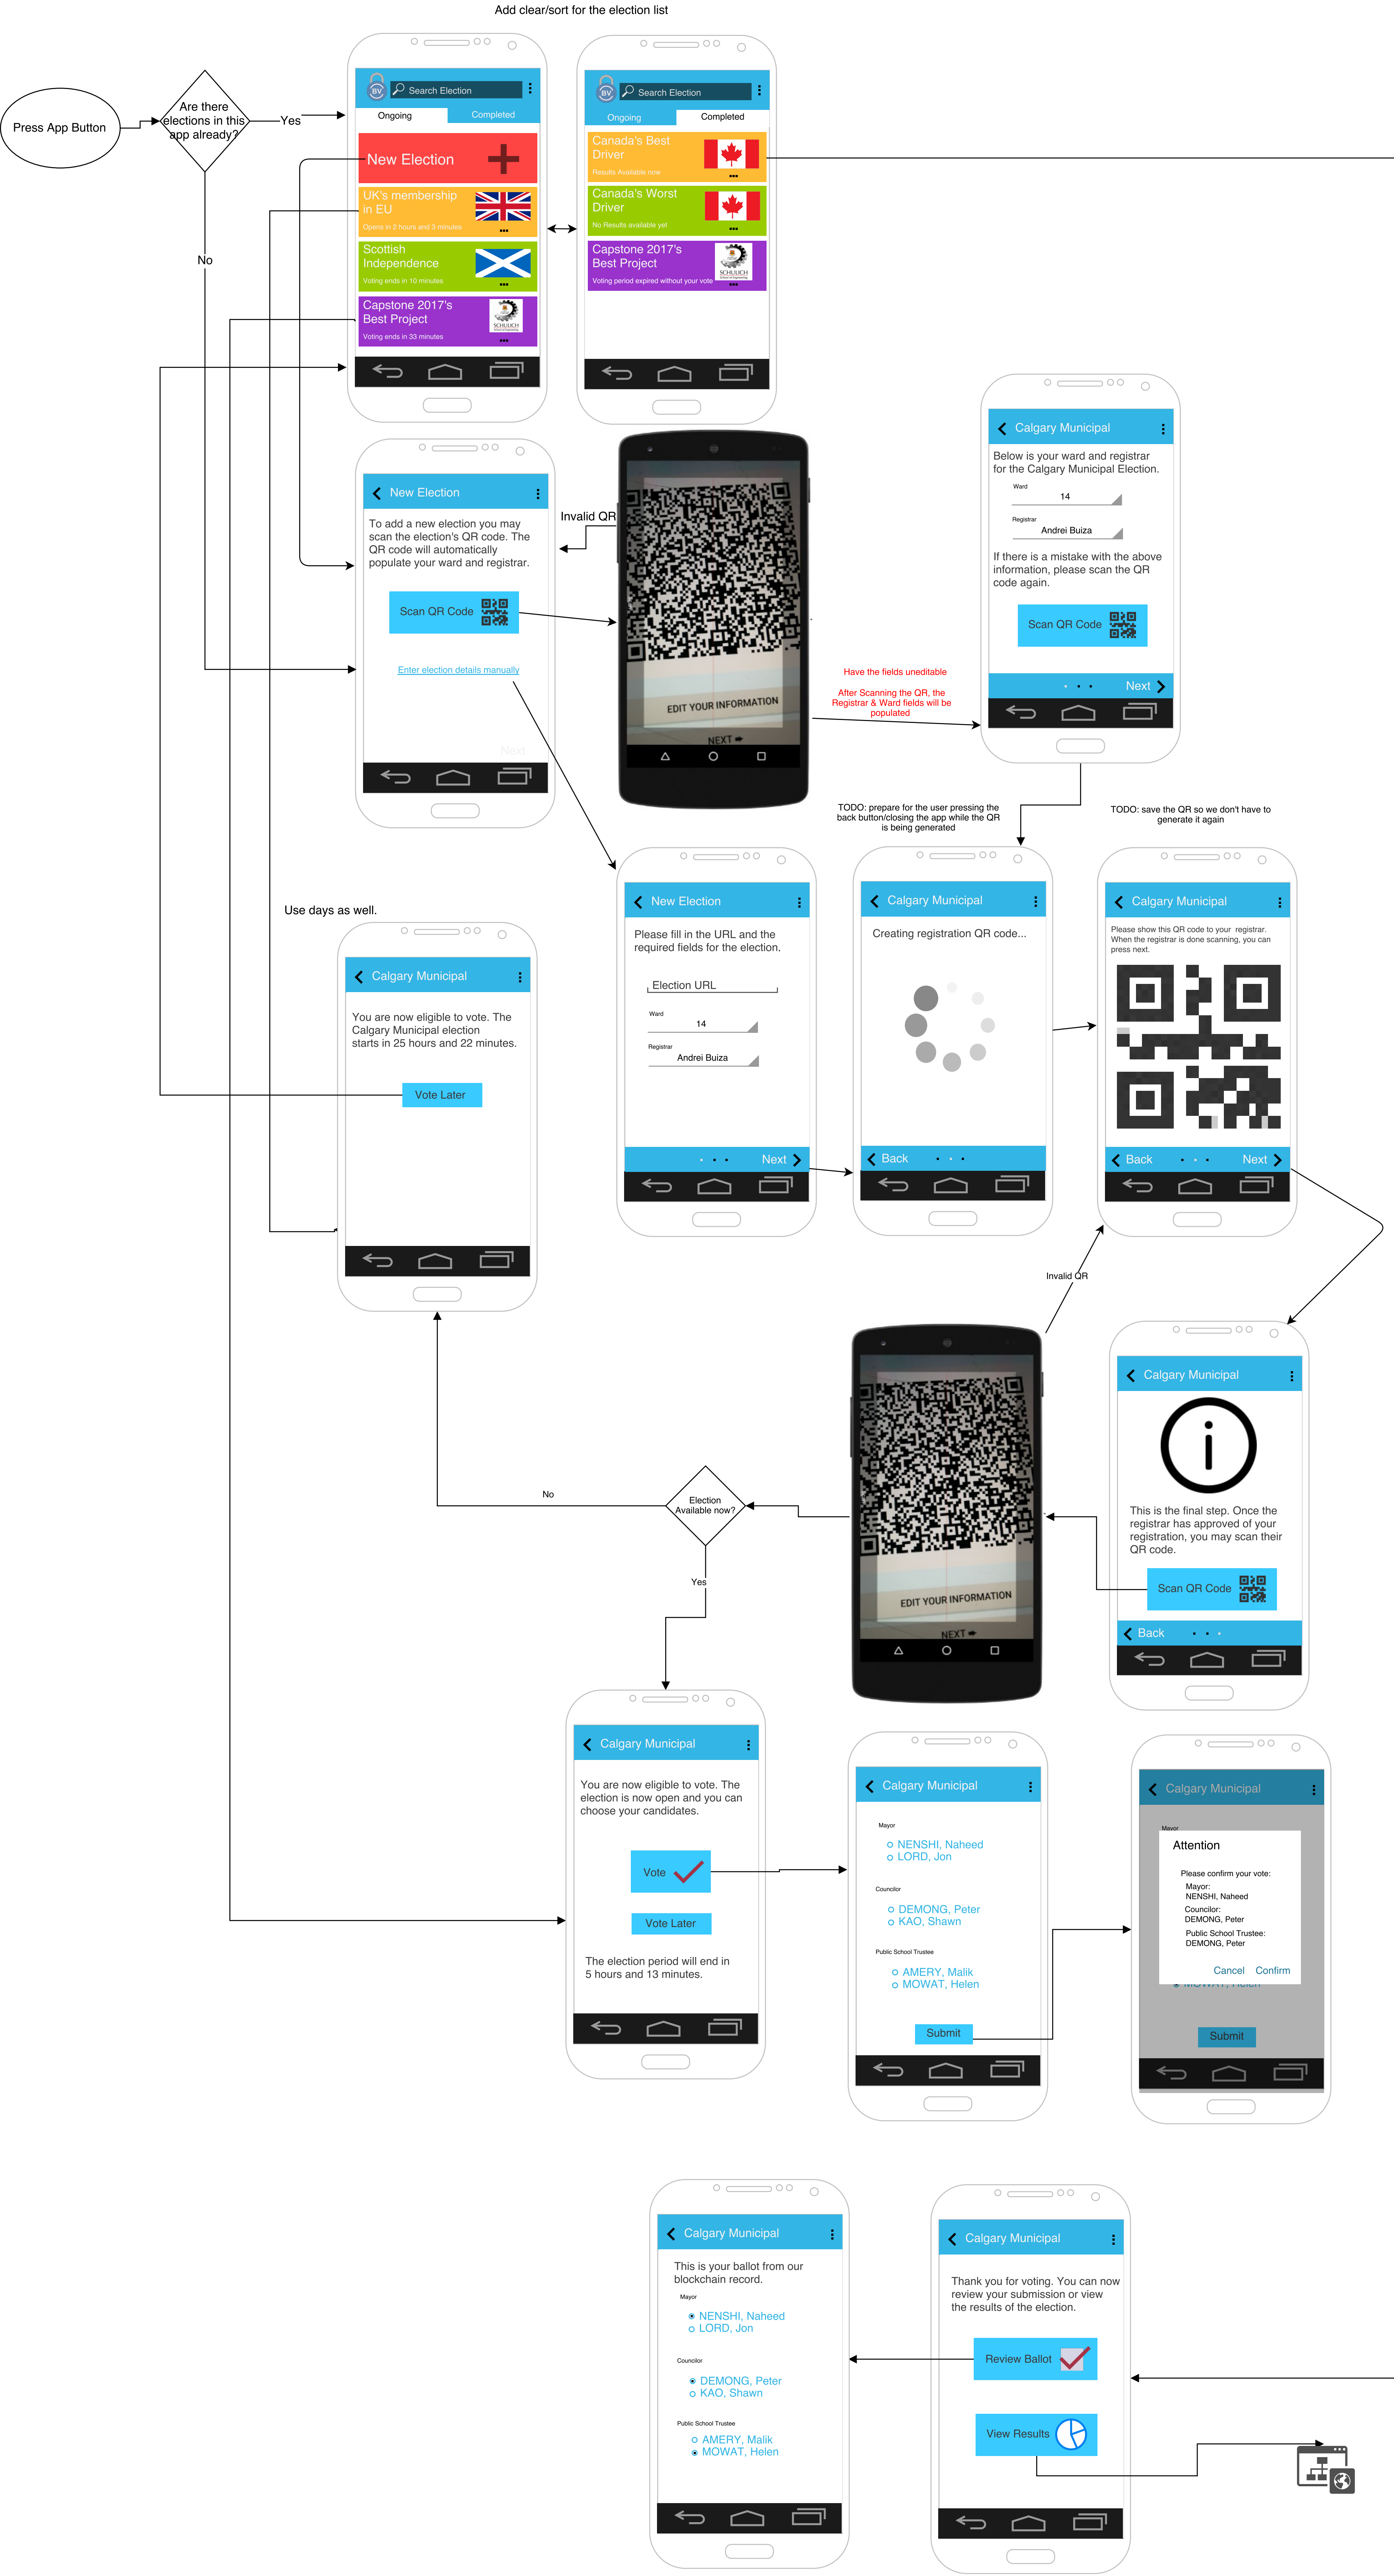 Add clear/sort for the election list
Press App Button
Are there
elections in this
app already?
Yes
No
BV
Search Election
Ongoing
Completed
New Election
UK's membership
in EU
Opens in 2 hours and 3 minutes
Scottish
Independence
Voting ends in 10 minutes
Capstone 2017's
Best Project
Voting ends in 33 minutes
SCHULICH
School of Engineering
BV
Search Election
Ongoing
Completed
Canada's Best
Driver
Results Available now
Canada's Worst
Driver
No Results available yet
Capstone 2017's
Best Project
Voting period expired without your vote
SCHULICH
School of Engineering
New Election
To add a new election you may
scan the election's QR code. The
QR code will automatically
populate your ward and registrar.
Scan QR Code
Enter election details manually
Next
Invalid QR
EDIT YOUR INFORMATION
NEXT
Have the fields uneditable
After Scanning the QR, the
Registrar & Ward fields will be
populated
Calgary Municipal
Below is your ward and registrar
for the Calgary Municipal Election.
Ward
14
Registrar
Andrei Buiza
If there is a mistake with the above
information, please scan the QR
code again.
Scan QR Code
Next
TODO: prepare for the user pressing the
back button/closing the app while the QR
is being generated
TODO: save the QR so we don't have to
generate it again
New Election
Please fill in the URL and the
required fields for the election.
Election URL
Ward
14
Registrar
Andrei Buiza
Next
Calgary Municipal
Creating registration QR code...
Back
Calgary Municipal
Please show this QR code to your registrar.
When the registrar is done scanning, you can
press next.
Back
Next
Use days as well.
Calgary Municipal
You are now eligible to vote. The
Calgary Municipal election
starts in 25 hours and 22 minutes.
Vote Later
Invalid QR
EDIT YOUR INFORMATION
NEXT
Calgary Municipal
This is the final step. Once the
registrar has approved of your
registration, you may scan their
QR code.
Scan QR Code
Back
Election
Available now?
No
Yes
Calgary Municipal
You are now eligible to vote. The
election is now open and you can
choose your candidates.
Vote
Vote Later
The election period will end in
5 hours and 13 minutes.
Calgary Municipal
Mayor
NENSHI, Naheed
LORD, Jon
Councilor
DEMONG, Peter
KAO, Shawn
Public School Trustee
AMERY, Malik
MOWAT, Helen
Submit
Calgary Municipal
Mayor
Attention
Please confirm your vote:
Mayor:
NENSHI, Naheed
Councilor:
DEMONG, Peter
Public School Trustee:
DEMONG, Peter
Cancel
Confirm
MOWAT, Helen
Submit
Calgary Municipal
This is your ballot from our
blockchain record.
Mayor
NENSHI, Naheed
LORD, Jon
Councilor
DEMONG, Peter
KAO, Shawn
Public School Trustee
AMERY, Malik
MOWAT, Helen
Calgary Municipal
Thank you for voting. You can now
review your submission or view
the results of the election.
Review Ballot
View Results